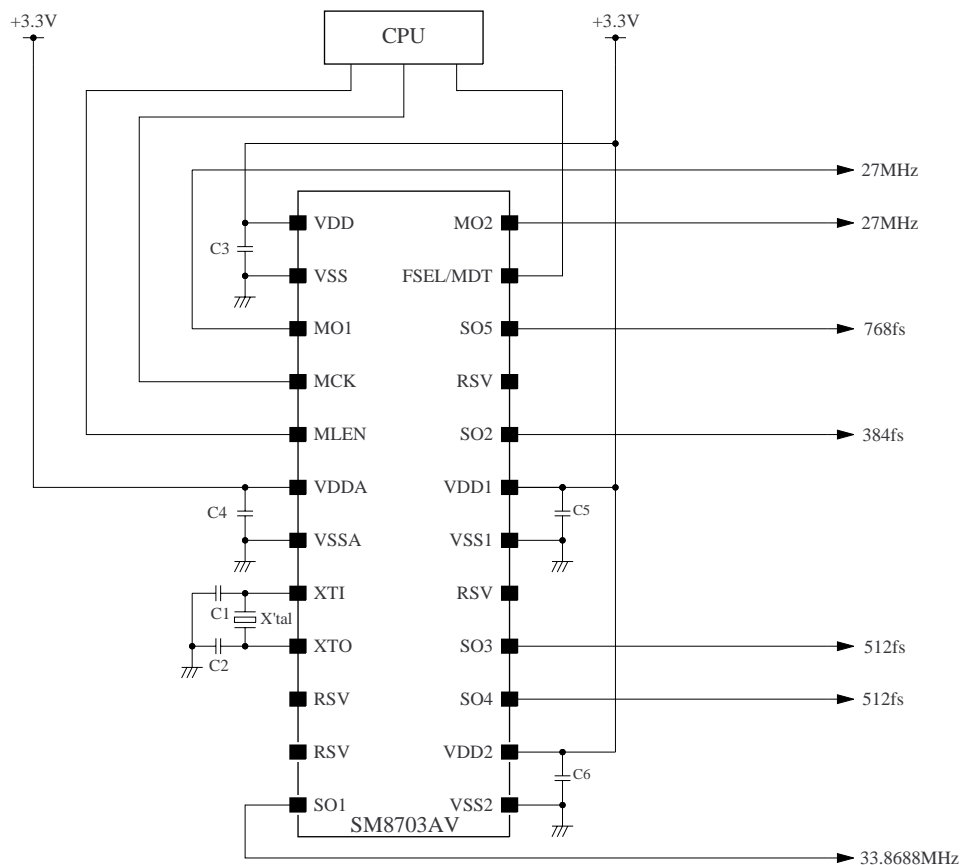 +3.3V
CPU
+3.3V
27MHz
VDD
MO2
27MHz
C3
VSS
FSEL/MDT
MO1
SO5
768fs
MCK
RSV
MLEN
SO2
384fs
VDDA
VDD1
C4
C5
VSSA
VSS1
XTI
RSV
C1
X'tal
XTO
SO3
512fs
C2
RSV
SO4
512fs
RSV
VDD2
C6
SO1
VSS2
SM8703AV
33.8688MHz